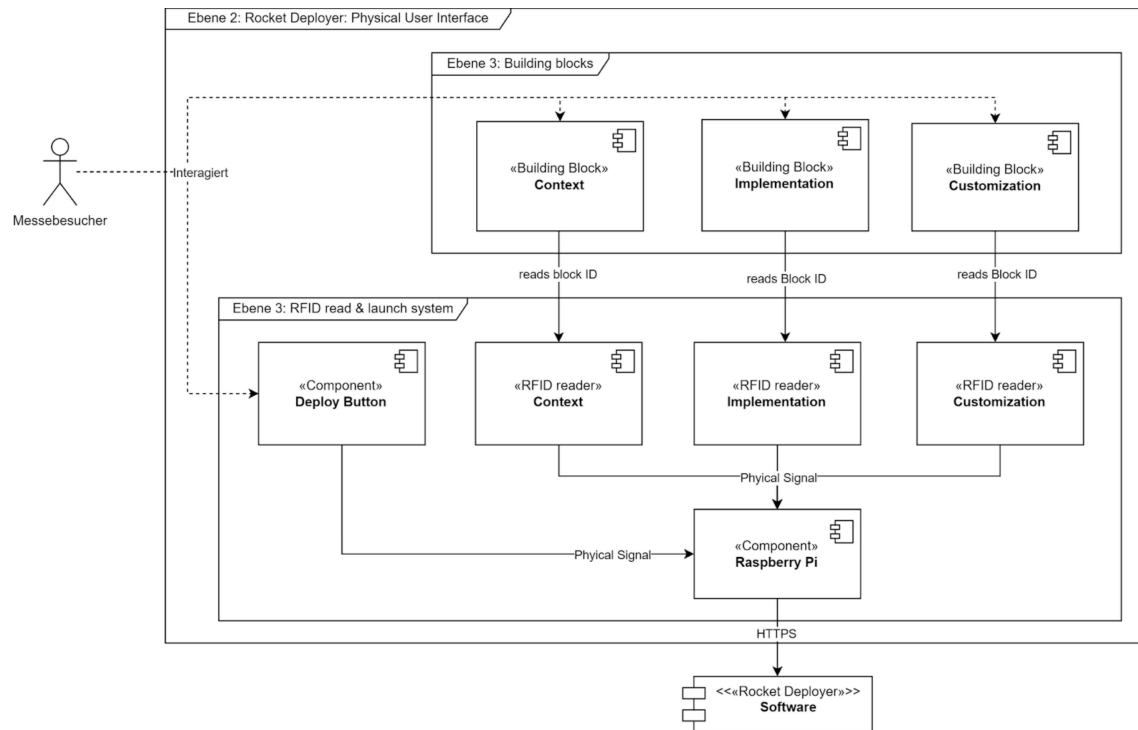 Ebene 2: Rocket Deployer: Physical User Interface
Ebene 3: Building blocks
«Building Block»
Context
«Building Block»
Implementation
«Building Block»
Customization
Interagiert
Messebesucher
reads block ID
reads Block ID
reads Block ID
Ebene 3: RFID read & launch system
«Component»
Deploy Button
«RFID reader»
Context
«RFID reader»
Implementation
«RFID reader»
Customization
Phyical Signal
«Component»
Raspberry Pi
Phyical Signal
HTTPS
<<«Rocket Deployer»>>
Software